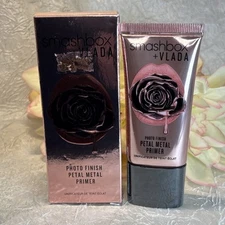 smashbox
+VLADA
PHOTO FINISH
PETAL METAL
PRIMER
smashbox
+VLADA
PHOTO FINISH
PETAL METAL
PRIMER